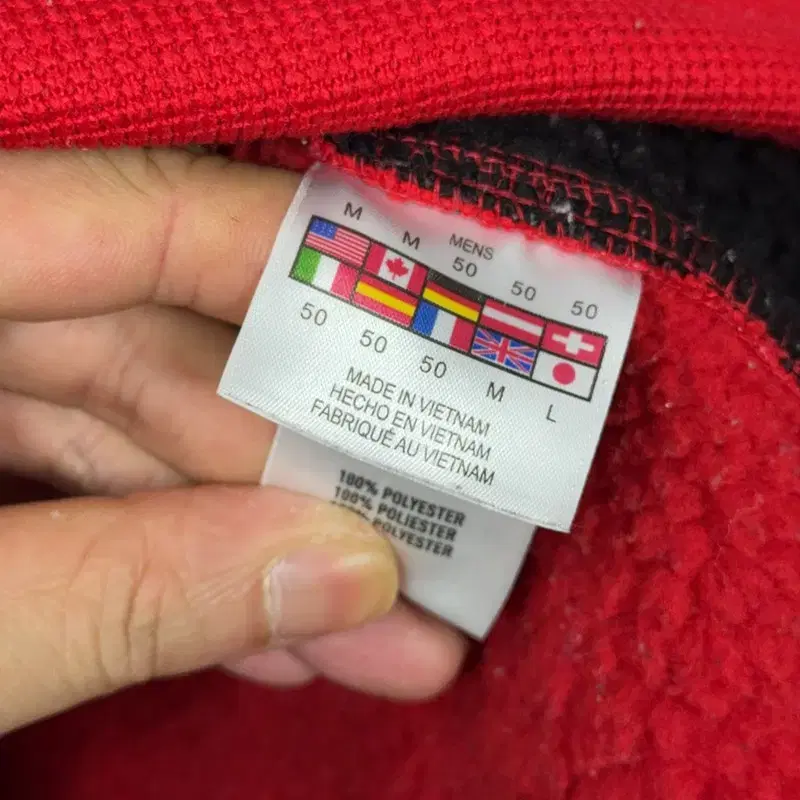 M M MENS
50 50 50
50 50 50 M L
MADE IN VIETNAM
HECHO EN VIETNAM
FABRIQUÉ AU VIETNAM
100% POLYESTER
100% POLIESTER
POLYESTER